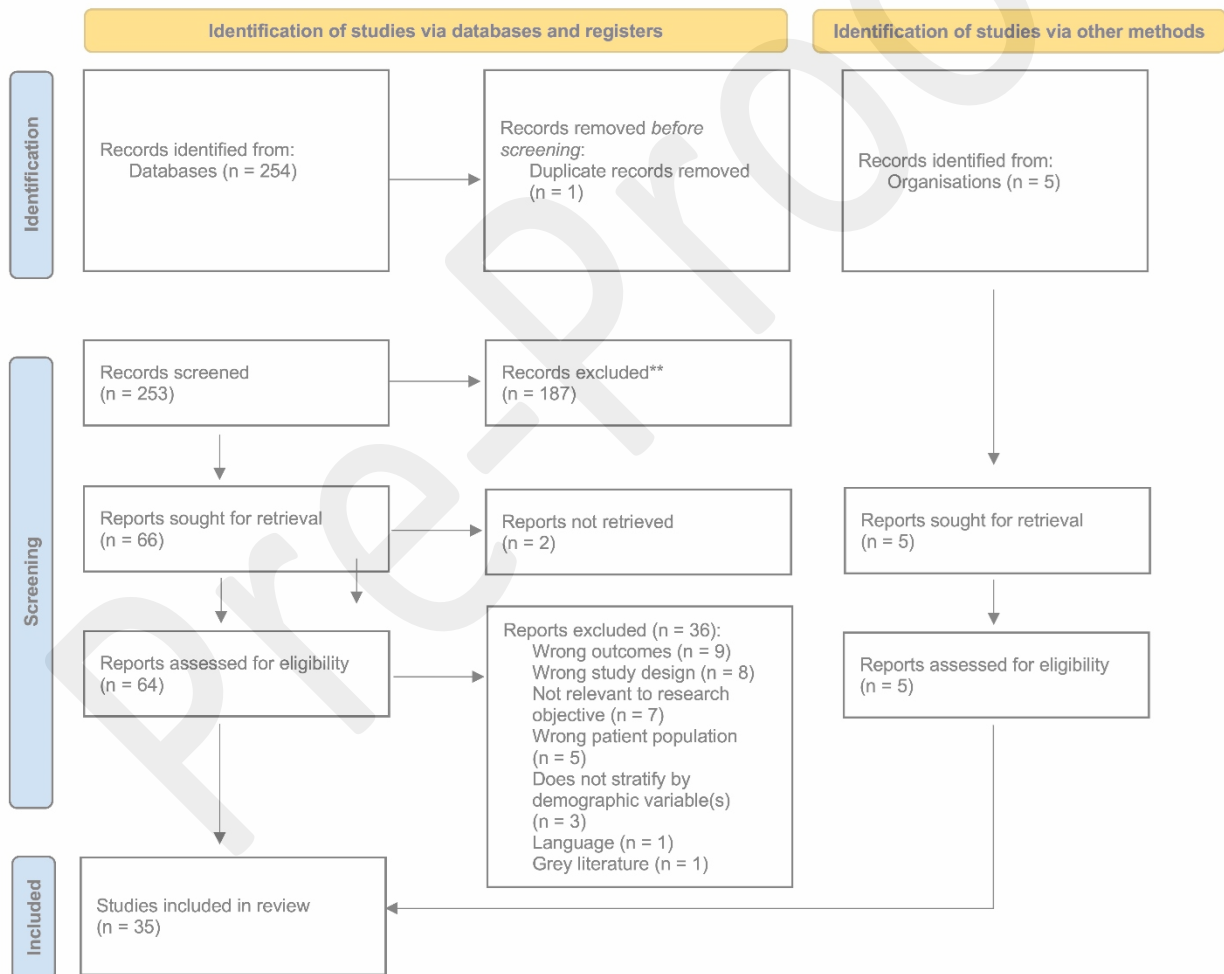 Identification of studies via databases and registers
Identification of studies via other methods
Identification
Records identified from:
Databases (n = 254)
Records removed before
screening:
Duplicate records removed
(n = 1)
Records identified from:
Organisations (n = 5)
Screening
Records screened
(n = 253)
Records excluded**
(n = 187)
Reports sought for retrieval
(n = 66)
Reports not retrieved
(n = 2)
Reports sought for retrieval
(n = 5)
Reports assessed for eligibility
(n = 64)
Reports excluded (n = 36):
Wrong outcomes (n = 9)
Wrong study design (n = 8)
Not relevant to research
objective (n = 7)
Wrong patient population
(n = 5)
Does not stratify by
demographic variable(s)
(n = 3)
Language (n = 1)
Grey literature (n = 1)
Reports assessed for eligibility
(n = 5)
Included
Studies included in review
(n = 35)
Pre-Proo